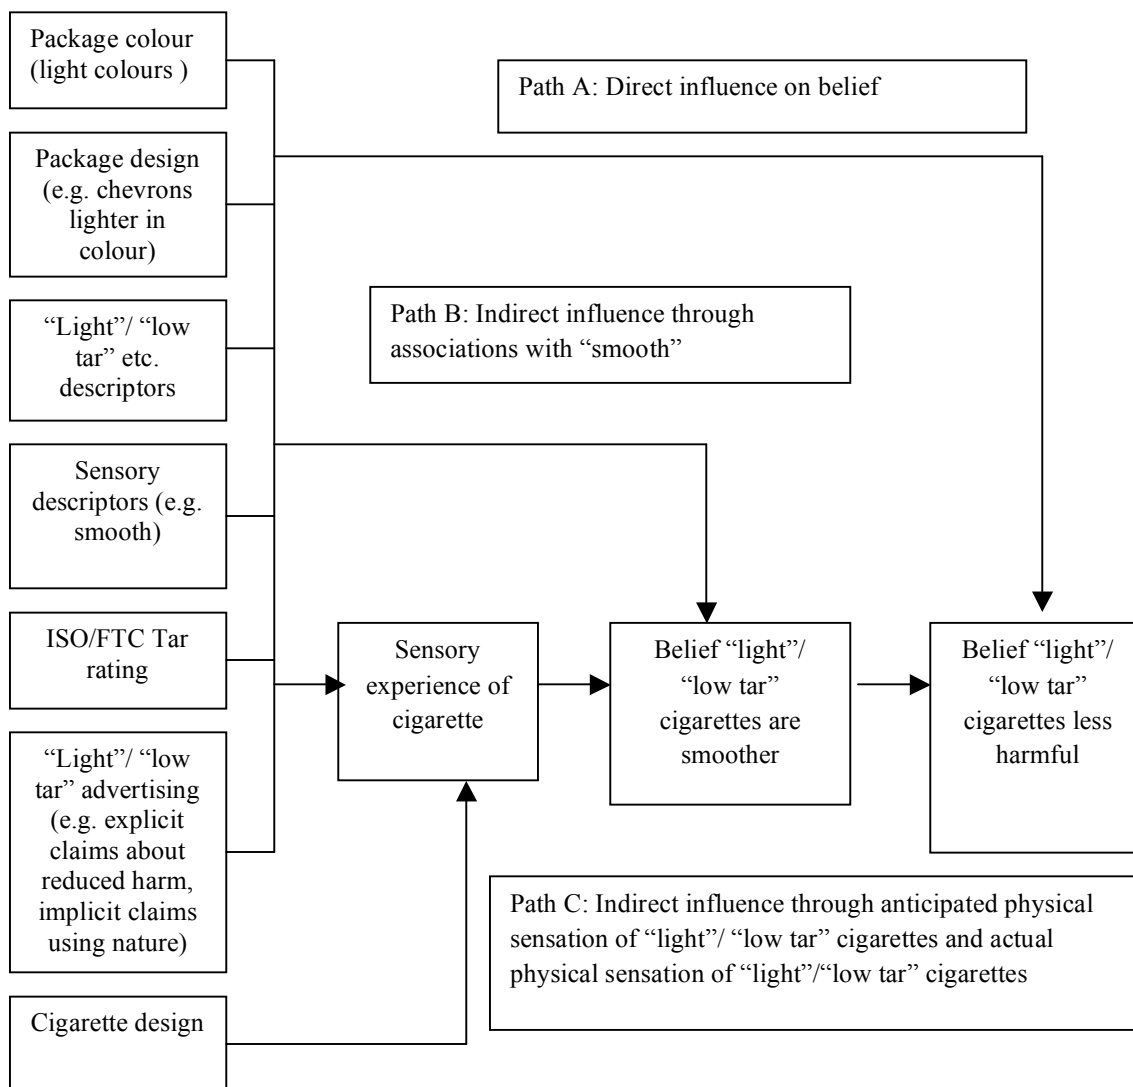 Package colour
(light colours )
Path A: Direct influence on belief
Package design
(e.g. chevrons
lighter in
colour)
“Light”/ “low
tar” etc.
descriptors
Path B: Indirect influence through
associations with “smooth”
Sensory
descriptors (e.g.
smooth)
ISO/FTC Tar
rating
Sensory
experience of
cigarette
Belief “light”/
“low tar”
cigarettes are
smoother
Belief “light”/
“low tar”
cigarettes less
harmful
“Light”/ “low
tar” advertising
(e.g. explicit
claims about
reduced harm,
implicit claims
using nature)
Path C: Indirect influence through anticipated physical
sensation of “light”/ “low tar” cigarettes and actual
physical sensation of “light”/“low tar” cigarettes
Cigarette design